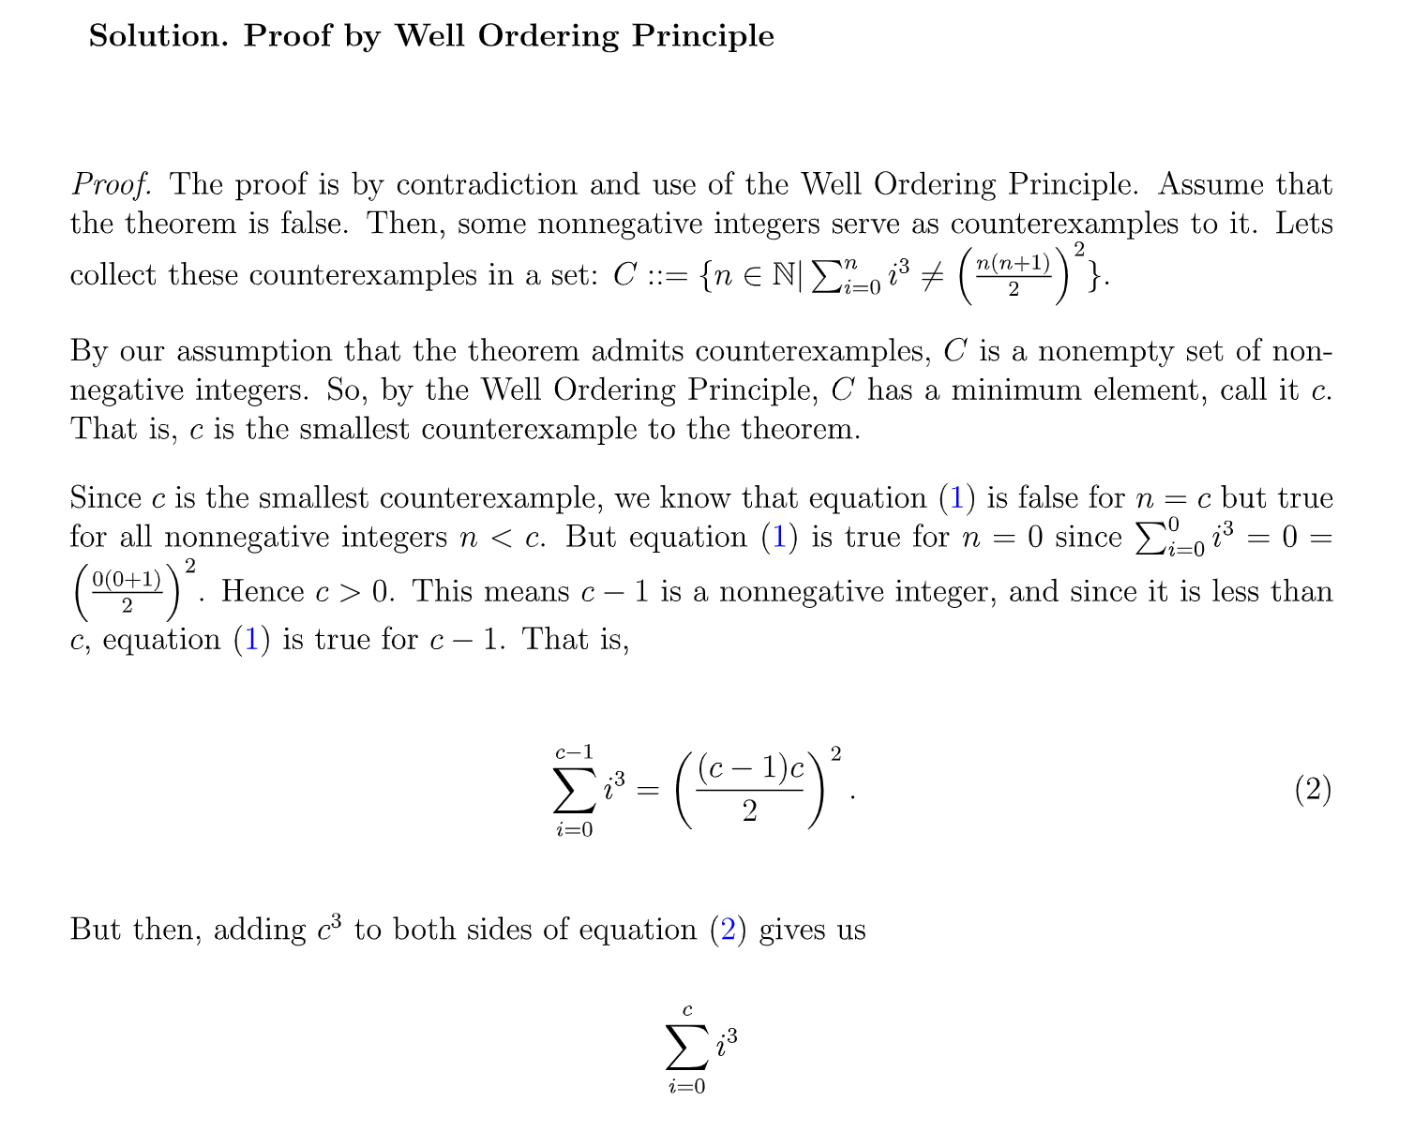 Solution. Proof by Well Ordering Principle
Proof. The proof is by contradiction and use of the Well Ordering Principle. Assume that
the theorem is false. Then, some nonnegative integers serve as counterexamples to it. Lets
collect these counterexamples in a set: $C ::= \{n \in \mathbb{N} | \sum_{i=0}^{n} i^3 \neq \left(\frac{n(n+1)}{2}\right)^2\}$.
By our assumption that the theorem admits counterexamples, $C$ is a nonempty set of non-
negative integers. So, by the Well Ordering Principle, $C$ has a minimum element, call it $c$.
That is, $c$ is the smallest counterexample to the theorem.
Since $c$ is the smallest counterexample, we know that equation (1) is false for $n = c$ but true
for all nonnegative integers $n < c$. But equation (1) is true for $n = 0$ since $\sum_{i=0}^{0} i^3 = 0 =$
$\left(\frac{0(0+1)}{2}\right)^2$. Hence $c > 0$. This means $c - 1$ is a nonnegative integer, and since it is less than
$c$, equation (1) is true for $c - 1$. That is,
$\sum_{i=0}^{c-1} i^3 = \left(\frac{(c-1)c}{2}\right)^2.$ (2)
But then, adding $c^3$ to both sides of equation (2) gives us
$\sum_{i=0}^{c} i^3$